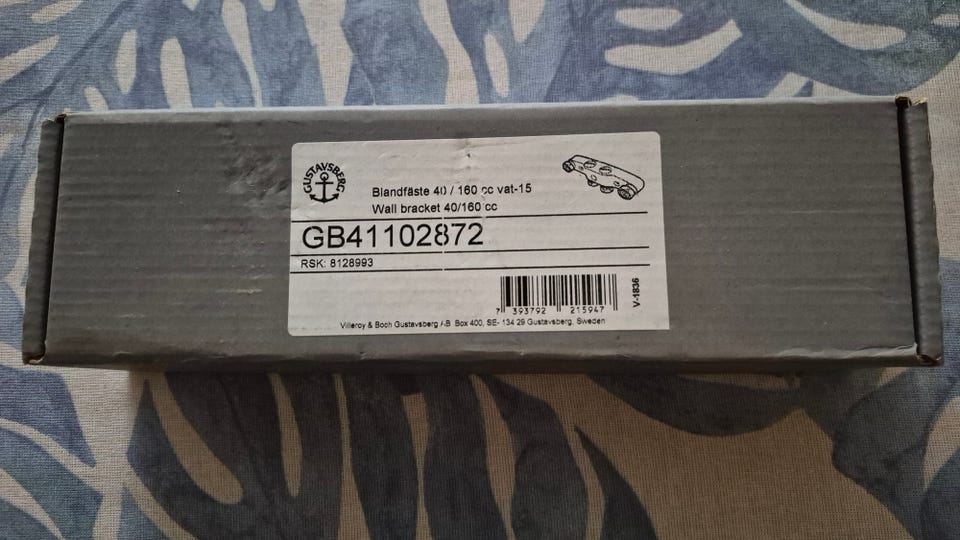 GUSTAVSBERG
Blandfäste 40 / 160 cc vat-15
Wall bracket 40/160 cc
GB41102872
RSK: 8128993
7 393792 215947
V-1836
Villeroy & Boch Gustavsberg AB Box 400, SE- 134 29 Gustavsberg, Sweden